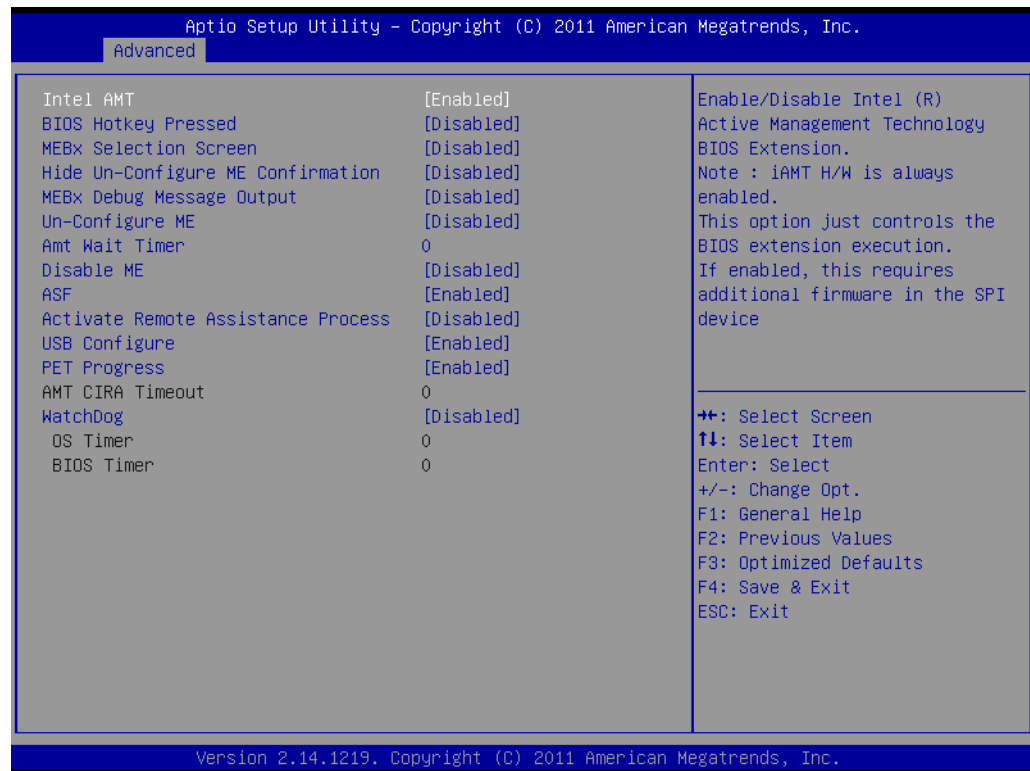 Aptio Setup Utility – Copyright (C) 2011 American Megatrends, Inc.
Advanced
Intel AMT [Enabled]
BIOS Hotkey Pressed [Disabled]
MEBx Selection Screen [Disabled]
Hide Un-Configure ME Confirmation [Disabled]
MEBx Debug Message Output [Disabled]
Un-Configure ME [Disabled]
Amt Wait Timer 0
Disable ME [Disabled]
ASF [Enabled]
Activate Remote Assistance Process [Disabled]
USB Configure [Enabled]
PET Progress [Enabled]
AMT CIRA Timeout 0
WatchDog [Disabled]
OS Timer 0
BIOS Timer 0
Enable/Disable Intel (R)
Active Management Technology
BIOS Extension.
Note : iAMT H/W is always
enabled.
This option just controls the
BIOS extension execution.
If enabled, this requires
additional firmware in the SPI
device
→←: Select Screen
↑↓: Select Item
Enter: Select
+/-: Change Opt.
F1: General Help
F2: Previous Values
F3: Optimized Defaults
F4: Save & Exit
ESC: Exit
Version 2.14.1219. Copyright (C) 2011 American Megatrends, Inc.